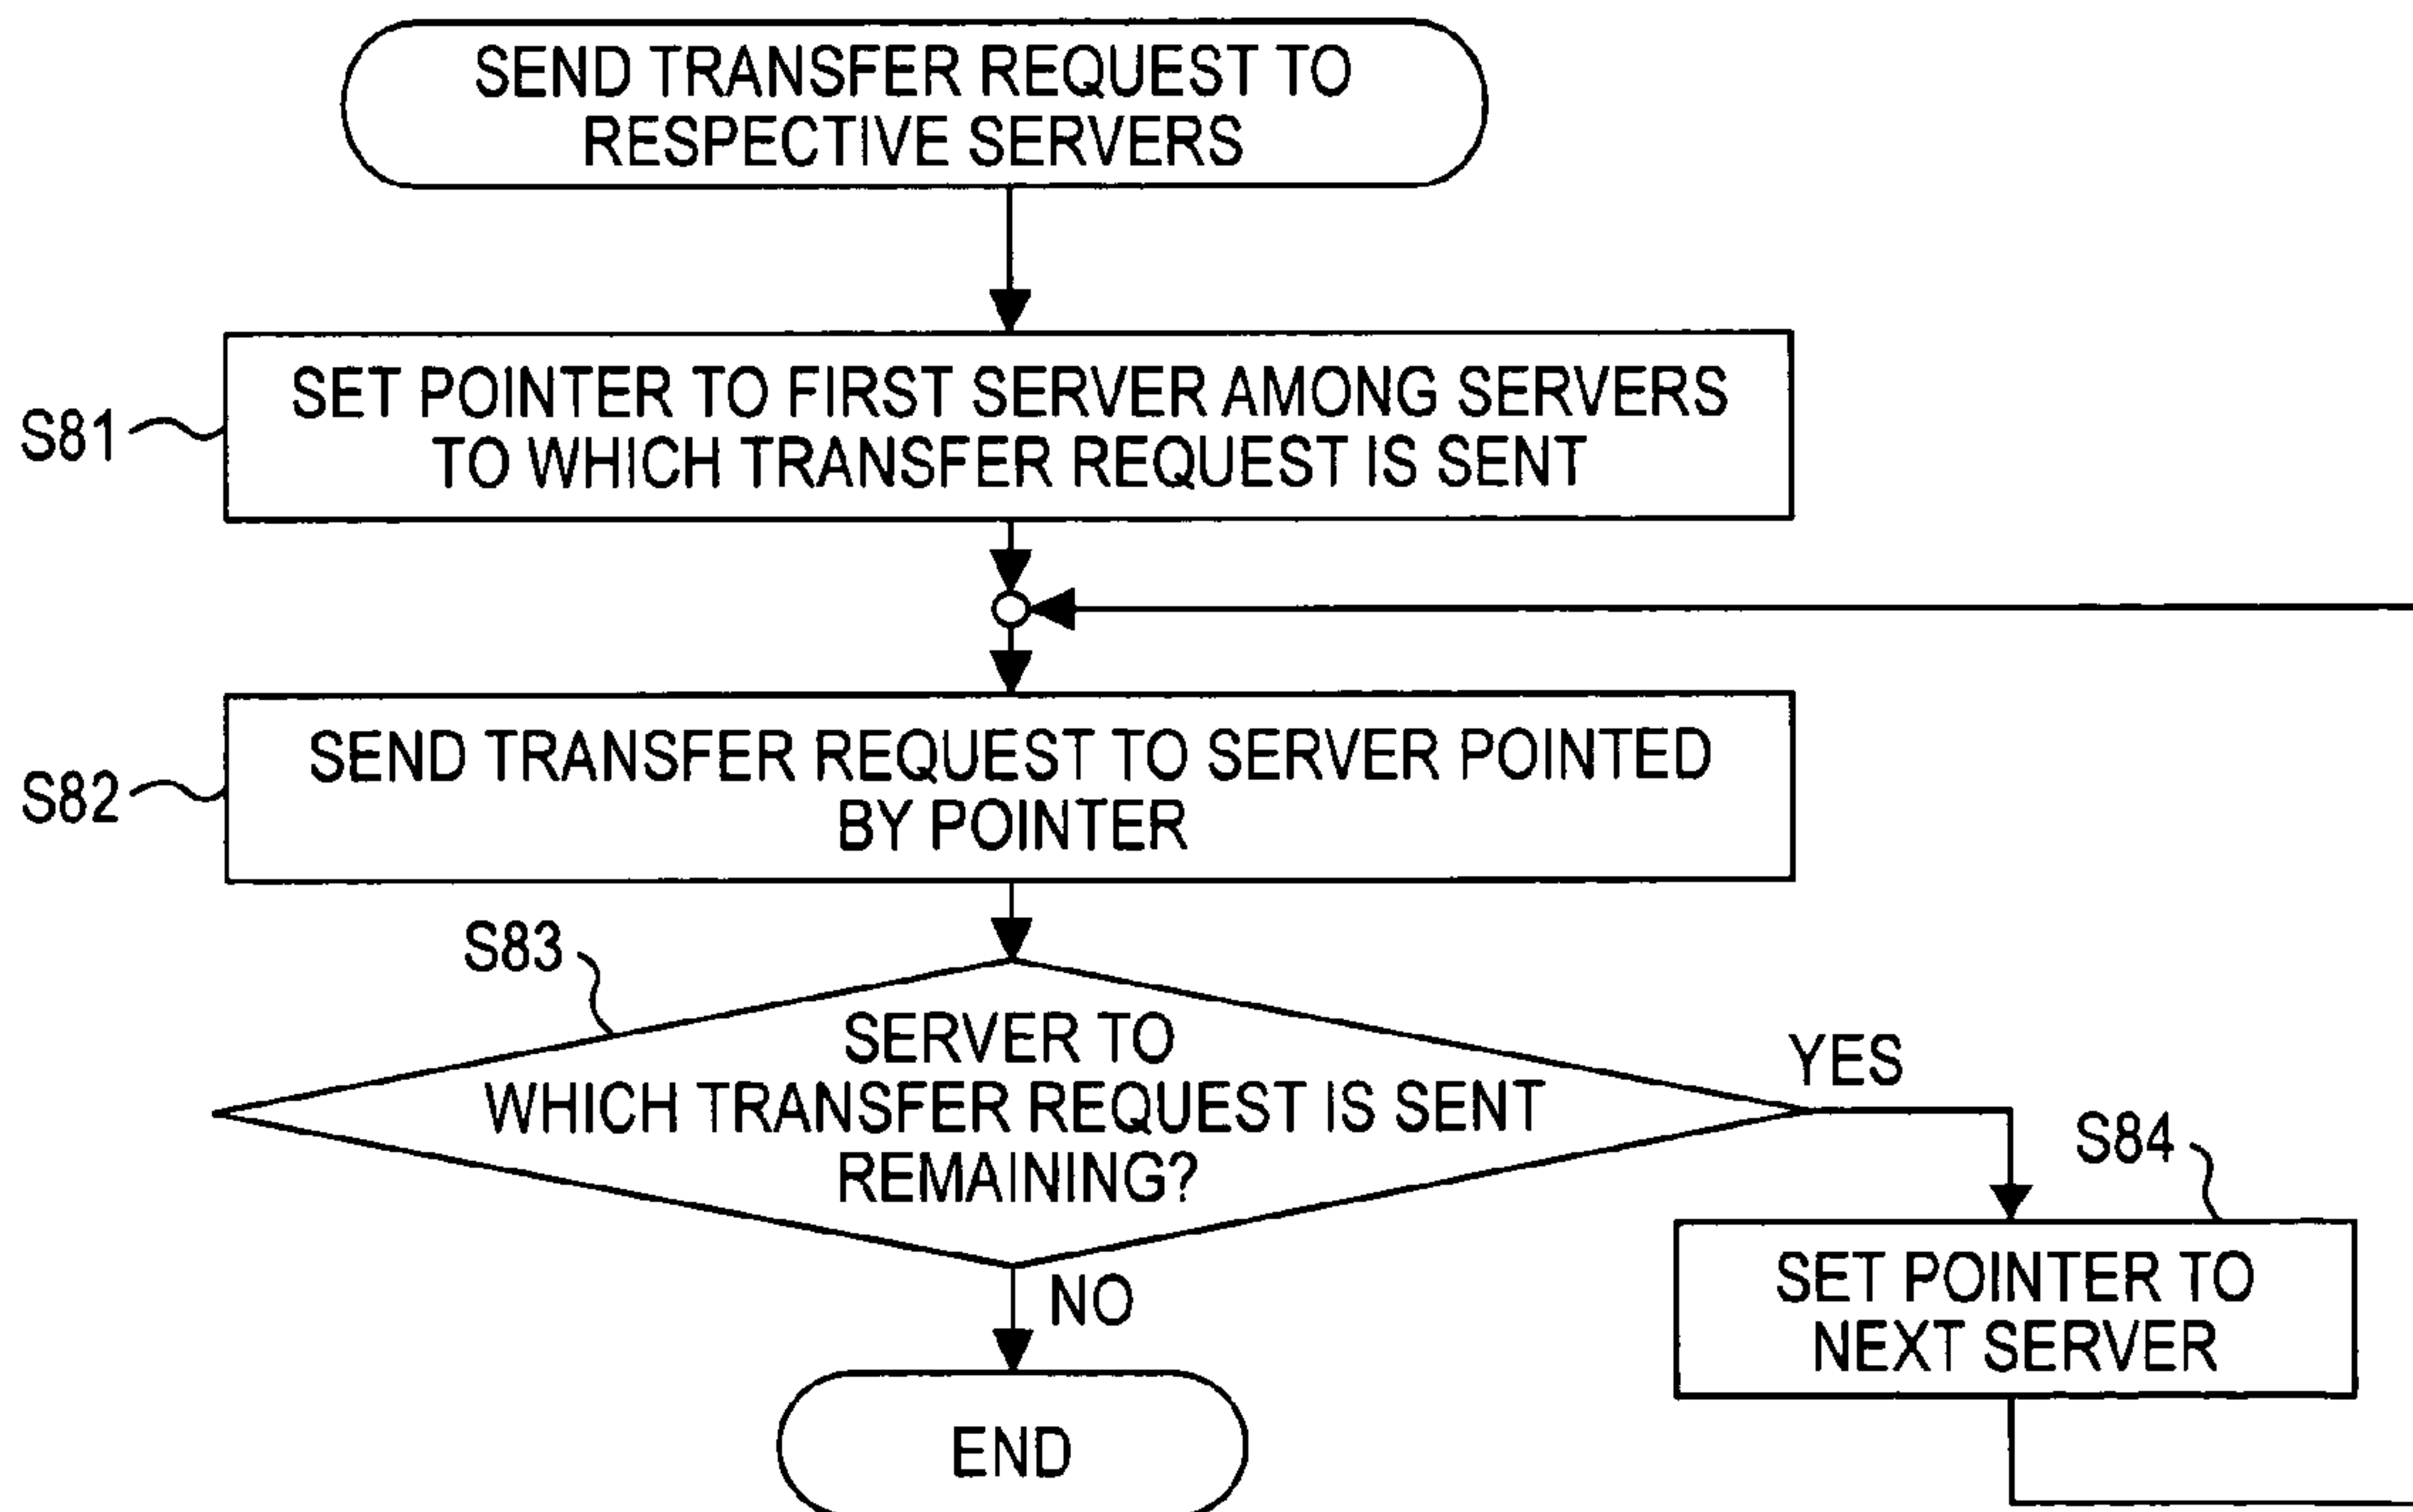 SEND TRANSFER REQUEST TO
RESPECTIVE SERVERS
S81
SET POINTER TO FIRST SERVER AMONG SERVERS
TO WHICH TRANSFER REQUEST IS SENT
S82
SEND TRANSFER REQUEST TO SERVER POINTED
BY POINTER
S83
SERVER TO
WHICH TRANSFER REQUEST IS SENT
REMAINING?
YES
S84
SET POINTER TO
NEXT SERVER
NO
END